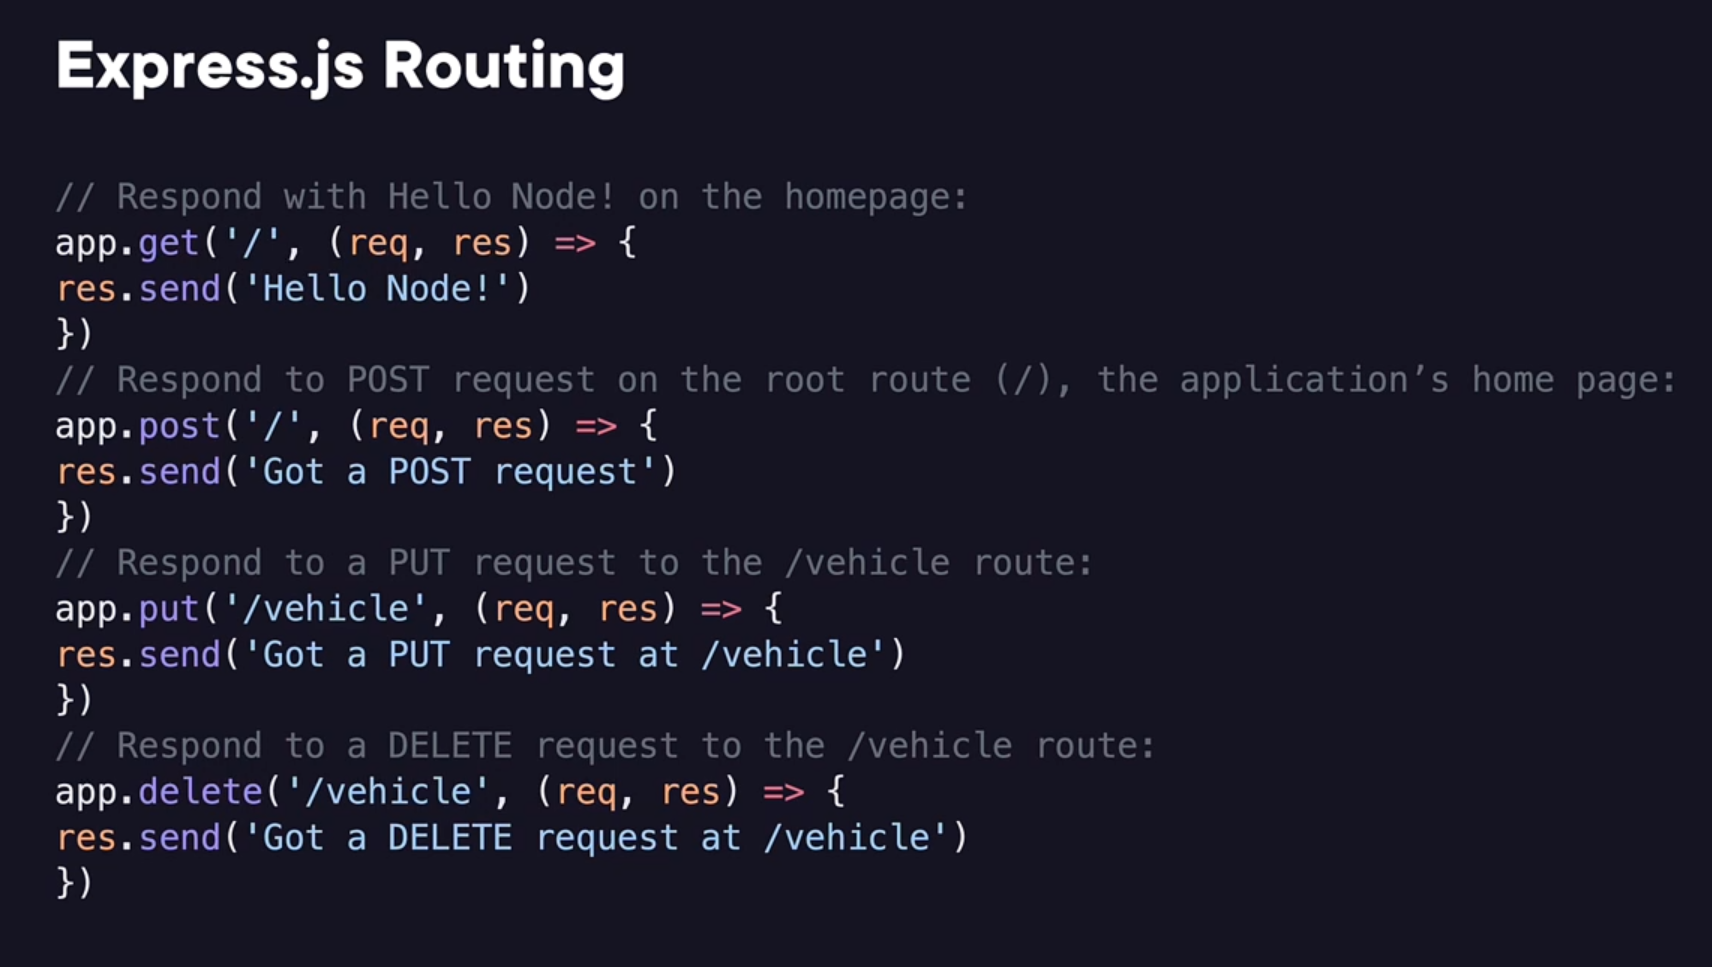 Express.js Routing
// Respond with Hello Node! on the homepage:
app.get('/', (req, res) => {
res.send('Hello Node!')
})
// Respond to POST request on the root route (/), the application’s home page:
app.post('/', (req, res) => {
res.send('Got a POST request')
})
// Respond to a PUT request to the /vehicle route:
app.put('/vehicle', (req, res) => {
res.send('Got a PUT request at /vehicle')
})
// Respond to a DELETE request to the /vehicle route:
app.delete('/vehicle', (req, res) => {
res.send('Got a DELETE request at /vehicle')
})